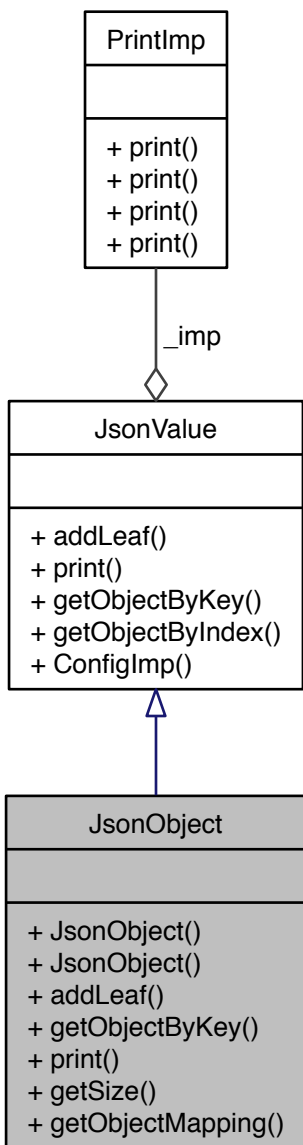 PrintImp
+ print()
+ print()
+ print()
+ print()
_imp
JsonValue
+ addLeaf()
+ print()
+ getObjectByKey()
+ getObjectByIndex()
+ ConfigImp()
JsonObject
+ JsonObject()
+ JsonObject()
+ addLeaf()
+ getObjectByKey()
+ print()
+ getSize()
+ getObjectMapping()